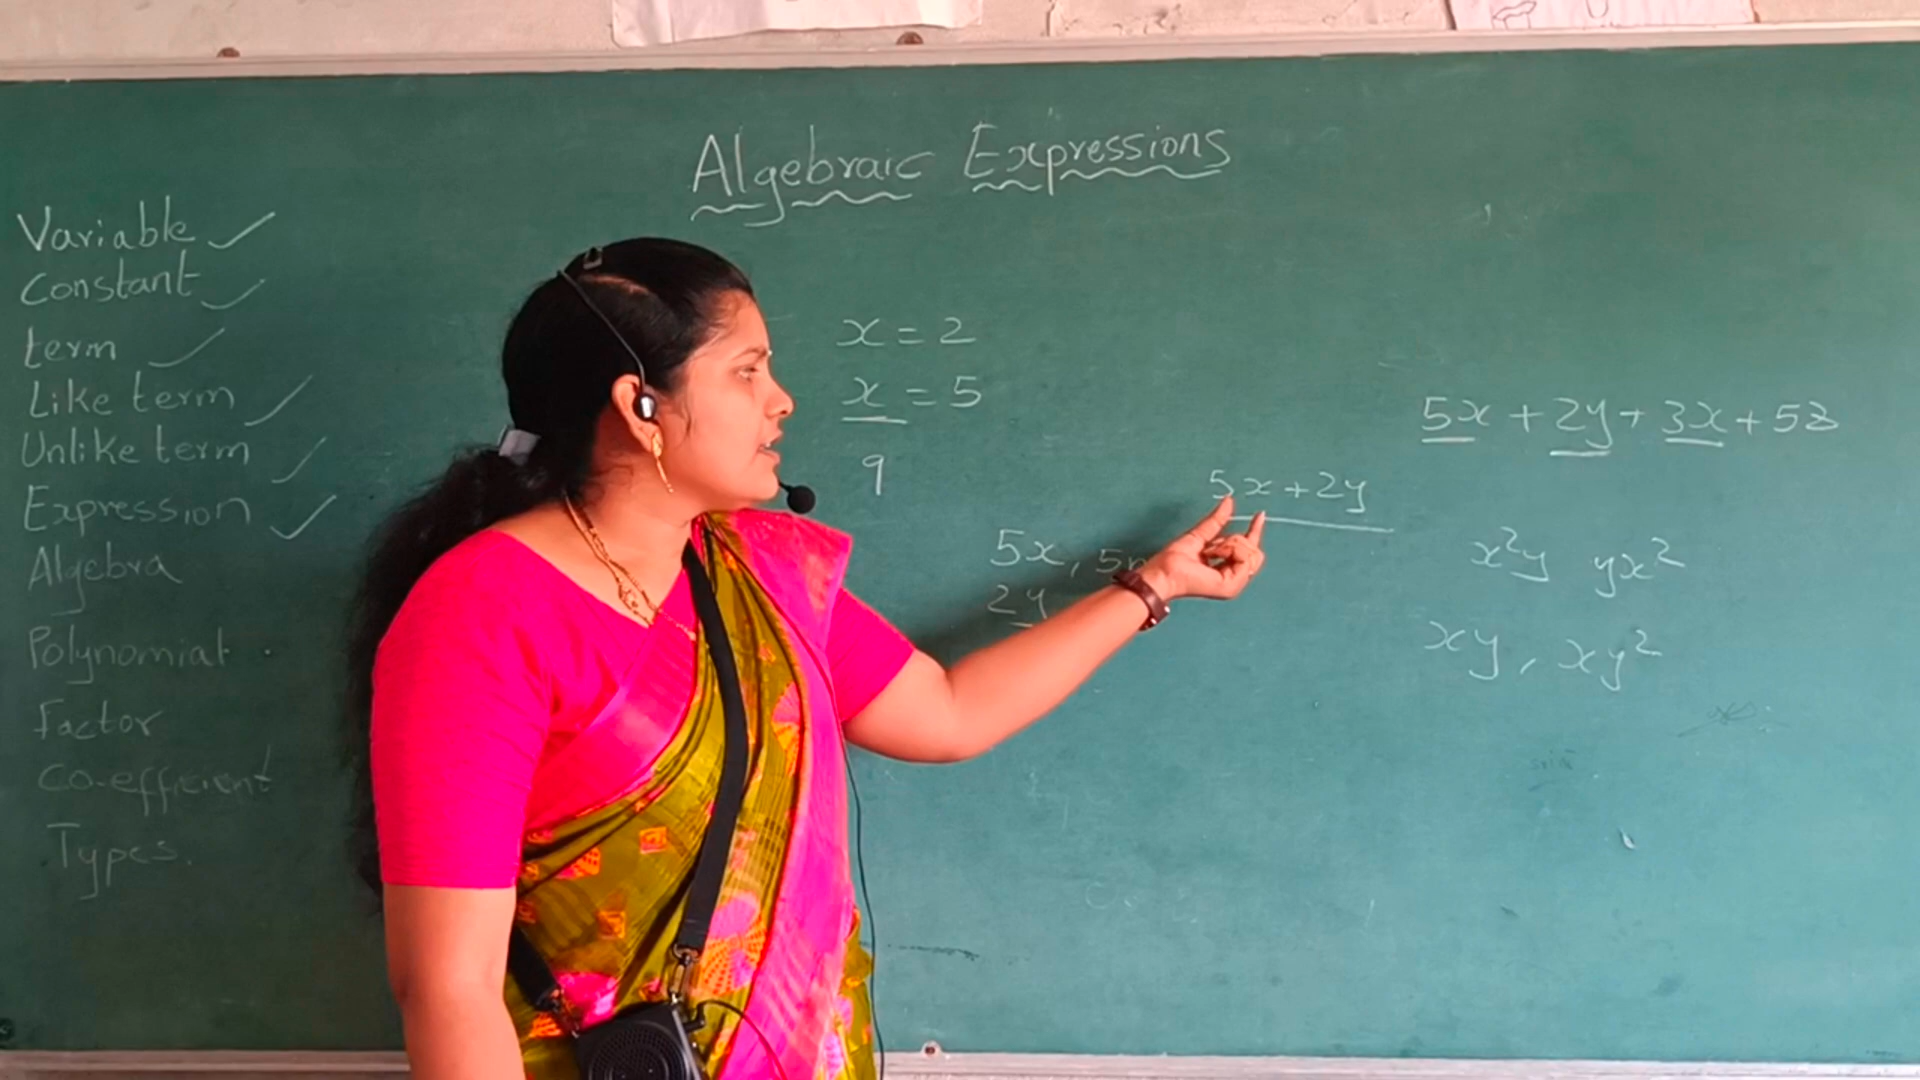 Algebraic Expressions
Variable ✓
Constant ✓
term ✓
Like term ✓
Unlike term ✓
Expression ✓
Algebra
Polynomial
Factor
Co-efficient
Types.
x = 2
x = 5
9
5x,
2y
5x + 2y
5x + 2y + 3x + 5z
x²y yx²
xy, xy²